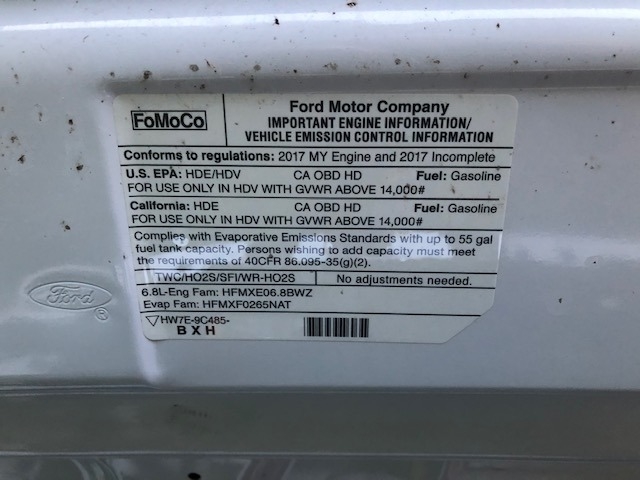 FoMoCo
Ford Motor Company
IMPORTANT ENGINE INFORMATION/
VEHICLE EMISSION CONTROL INFORMATION
Conforms to regulations: 2017 MY Engine and 2017 Incomplete
U.S. EPA: HDE/HDV CA OBD HD Fuel: Gasoline
FOR USE ONLY IN HDV WITH GVWR ABOVE 14,000#
California: HDE CA OBD HD Fuel: Gasoline
FOR USE ONLY IN HDV WITH GVWR ABOVE 14,000#
Complies with Evaporative Emissions Standards with up to 55 gal
fuel tank capacity. Persons wishing to add capacity must meet
the requirements of 40CFR 86.095-35(g)(2).
TWC/HO2S/SFI/WR-HO2S No adjustments needed.
6.8L-Eng Fam: HFMXE06.8BWZ
Evap Fam: HFMXF0265NAT
HW7E-9C485-
BXH
Ford
®